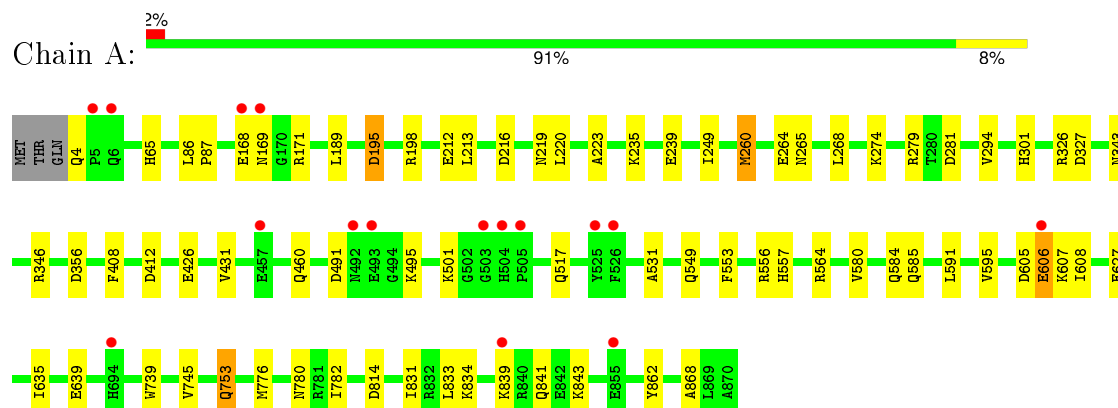 2%
Chain A:
91%
8%
MET THR GLN Q4 P5 Q6 H65 L86 P87 E168 N169 G170 R171 L189 D195 R198 E212 L213 D216 N219 L220 A223 K235 E239 I249 M260 E264 N265 L268 K274 R279 T280 D281 V294 H301 R326 D327 N343
R346 D356 F408 D412 E426 V431 E457 Q460 D491 N492 E493 G494 K495 K501 G502 G503 H504 P505 Q517 Y525 F526 A531 Q549 F553 R556 H557 R564 V580 Q584 Q585 L591 V595 D605 E606 K607 I608
I635 E639 H694 W739 V745 Q753 M776 N780 R781 I782 D814 I831 R832 L833 K834 K839 R840 Q841 E842 K843 E855 Y862 A868 L869 A870